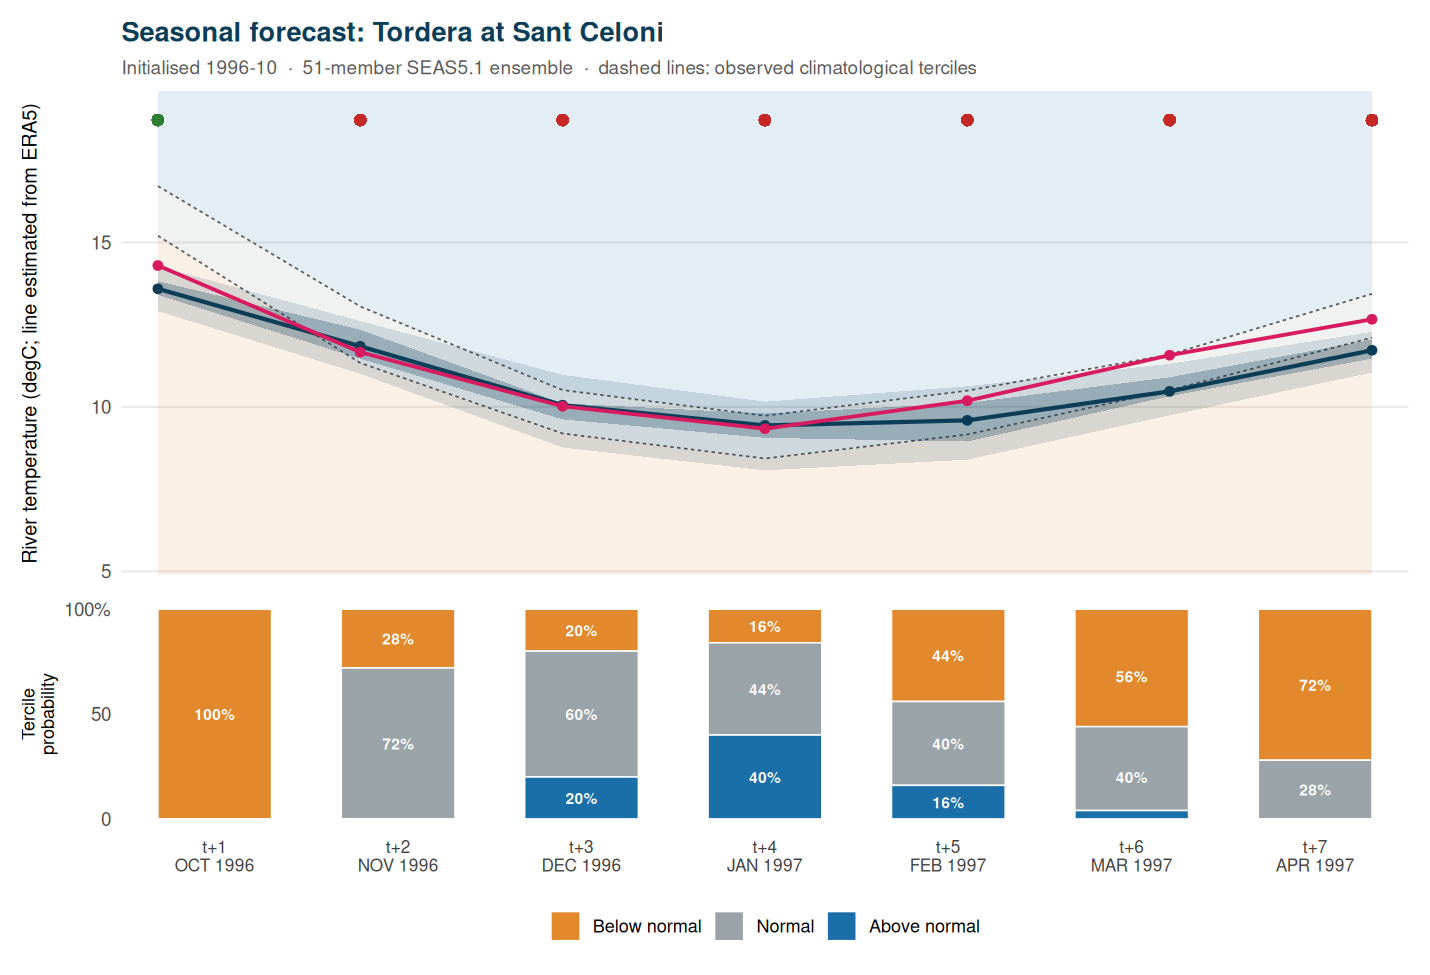 Seasonal forecast: Tordera at Sant Celoni
Initialised 1996-10 · 51-member SEAS5.1 ensemble · dashed lines: observed climatological terciles
River temperature (degC; line estimated from ERA5)
15
10
5
Tercile
probability
100%
50
0
100%
28%
72%
20%
60%
20%
16%
44%
40%
44%
40%
16%
56%
40%
72%
28%
t+1
OCT 1996
t+2
NOV 1996
t+3
DEC 1996
t+4
JAN 1997
t+5
FEB 1997
t+6
MAR 1997
t+7
APR 1997
Below normal
Normal
Above normal